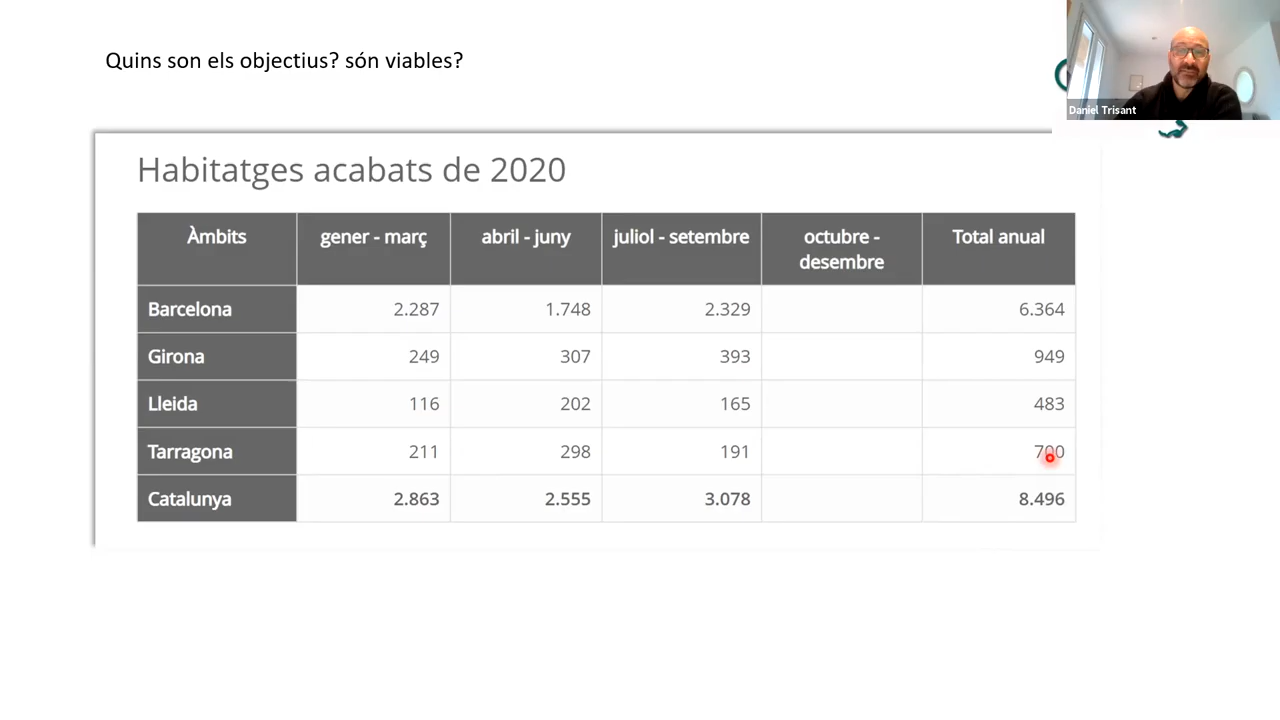 Quins son els objectius? són viables?
Daniel Trisant
Habitatges acabats de 2020
Àmbits gener - març abril - juny juliol - setembre octubre - desembre Total anual
Barcelona 2.287 1.748 2.329 6.364
Girona 249 307 393 949
Lleida 116 202 165 483
Tarragona 211 298 191 700
Catalunya 2.863 2.555 3.078 8.496